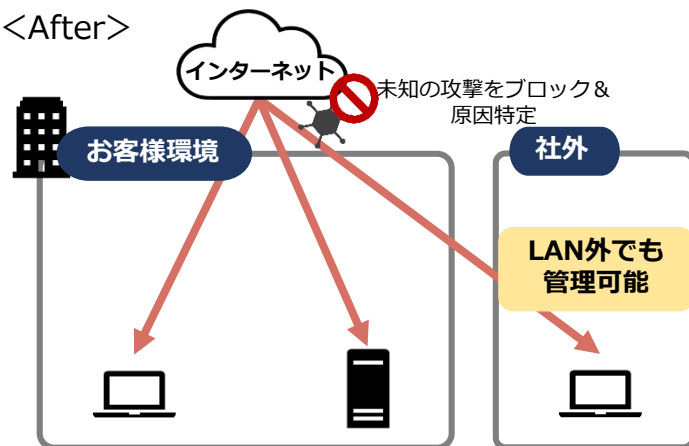 ＜After＞
インターネット
未知の攻撃をブロック＆
原因特定
お客様環境
社外
LAN外でも
管理可能